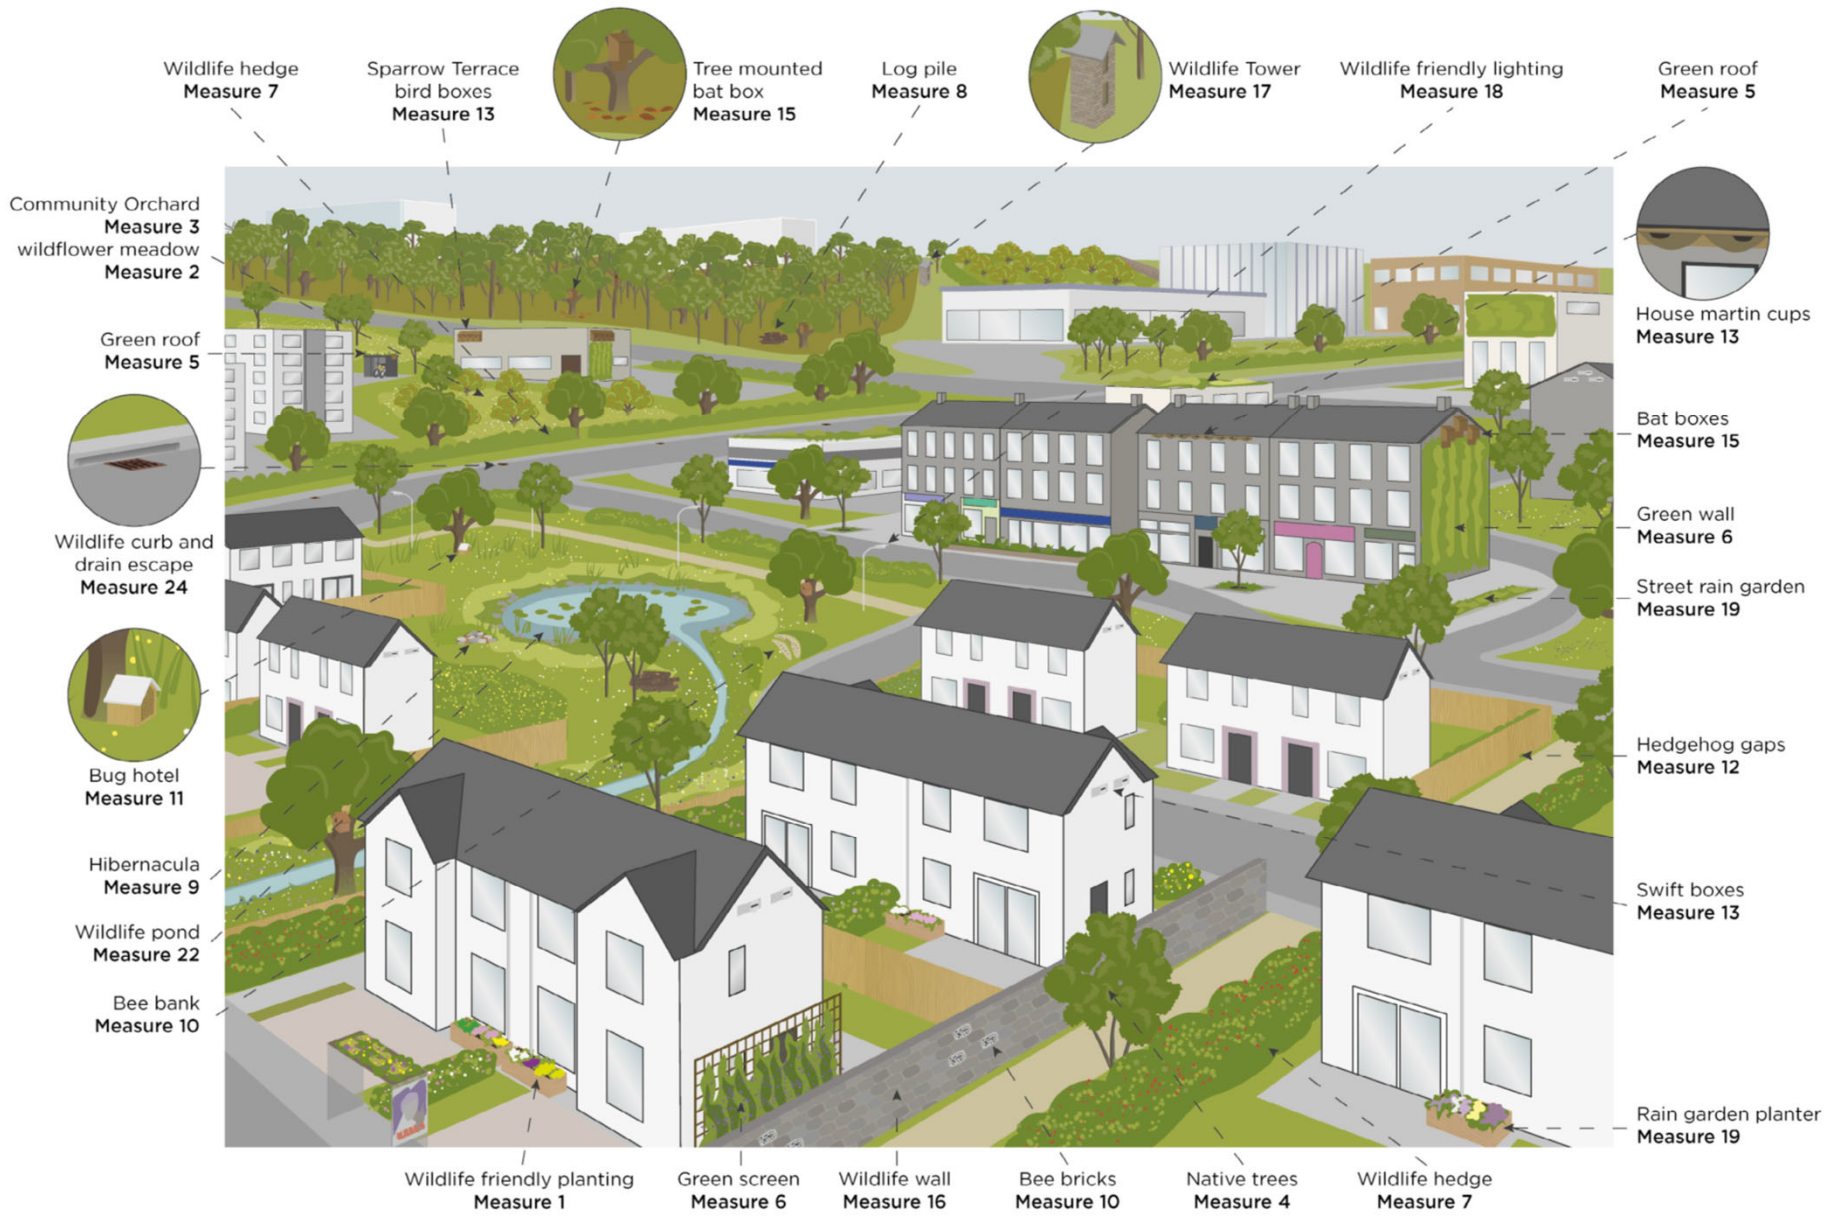 Wildlife hedge
Measure 7
Sparrow Terrace
bird boxes
Measure 13
Tree mounted
bat box
Measure 15
Log pile
Measure 8
Wildlife Tower
Measure 17
Wildlife friendly lighting
Measure 18
Green roof
Measure 5
Community Orchard
Measure 3
wildflower meadow
Measure 2
Green roof
Measure 5
Wildlife curb and
drain escape
Measure 24
Bug hotel
Measure 11
Hibernacula
Measure 9
Wildlife pond
Measure 22
Bee bank
Measure 10
House martin cups
Measure 13
Bat boxes
Measure 15
Green wall
Measure 6
Street rain garden
Measure 19
Hedgehog gaps
Measure 12
Swift boxes
Measure 13
Rain garden planter
Measure 19
Wildlife friendly planting
Measure 1
Green screen
Measure 6
Wildlife wall
Measure 16
Bee bricks
Measure 10
Native trees
Measure 4
Wildlife hedge
Measure 7